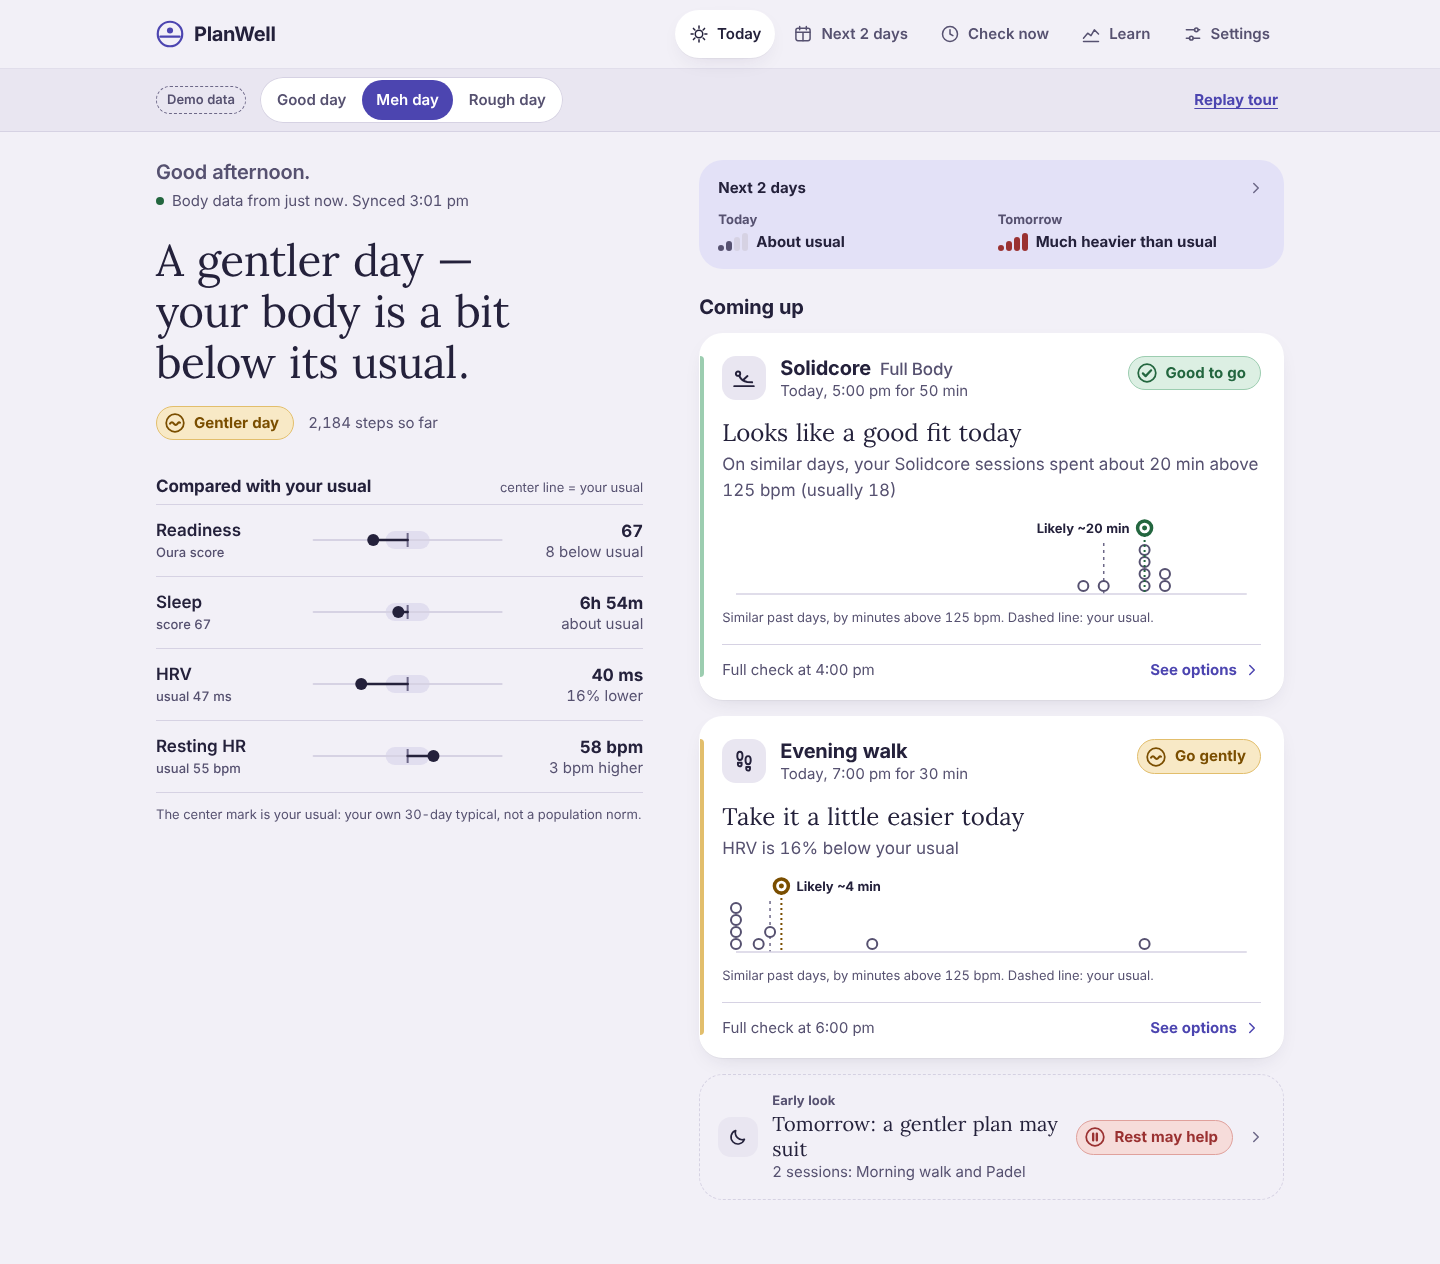 PlanWell
Today
Next 2 days
Check now
Learn
Settings
Demo data
Good day
Meh day
Rough day
Replay tour
Good afternoon.
Body data from just now. Synced 3:01 pm
A gentler day —
your body is a bit
below its usual.
Gentler day
2,184 steps so far
Compared with your usual
center line = your usual
Readiness
Oura score
67
8 below usual
Sleep
score 67
6h 54m
about usual
HRV
usual 47 ms
40 ms
16% lower
Resting HR
usual 55 bpm
58 bpm
3 bpm higher
The center mark is your usual: your own 30-day typical, not a population norm.
Next 2 days
Today
About usual
Tomorrow
Much heavier than usual
Coming up
Solidcore Full Body
Today, 5:00 pm for 50 min
Good to go
Looks like a good fit today
On similar days, your Solidcore sessions spent about 20 min above
125 bpm (usually 18)
Likely ~20 min
Similar past days, by minutes above 125 bpm. Dashed line: your usual.
Full check at 4:00 pm
See options
Evening walk
Today, 7:00 pm for 30 min
Go gently
Take it a little easier today
HRV is 16% below your usual
Likely ~4 min
Similar past days, by minutes above 125 bpm. Dashed line: your usual.
Full check at 6:00 pm
See options
Early look
Tomorrow: a gentler plan may
suit
2 sessions: Morning walk and Padel
Rest may help